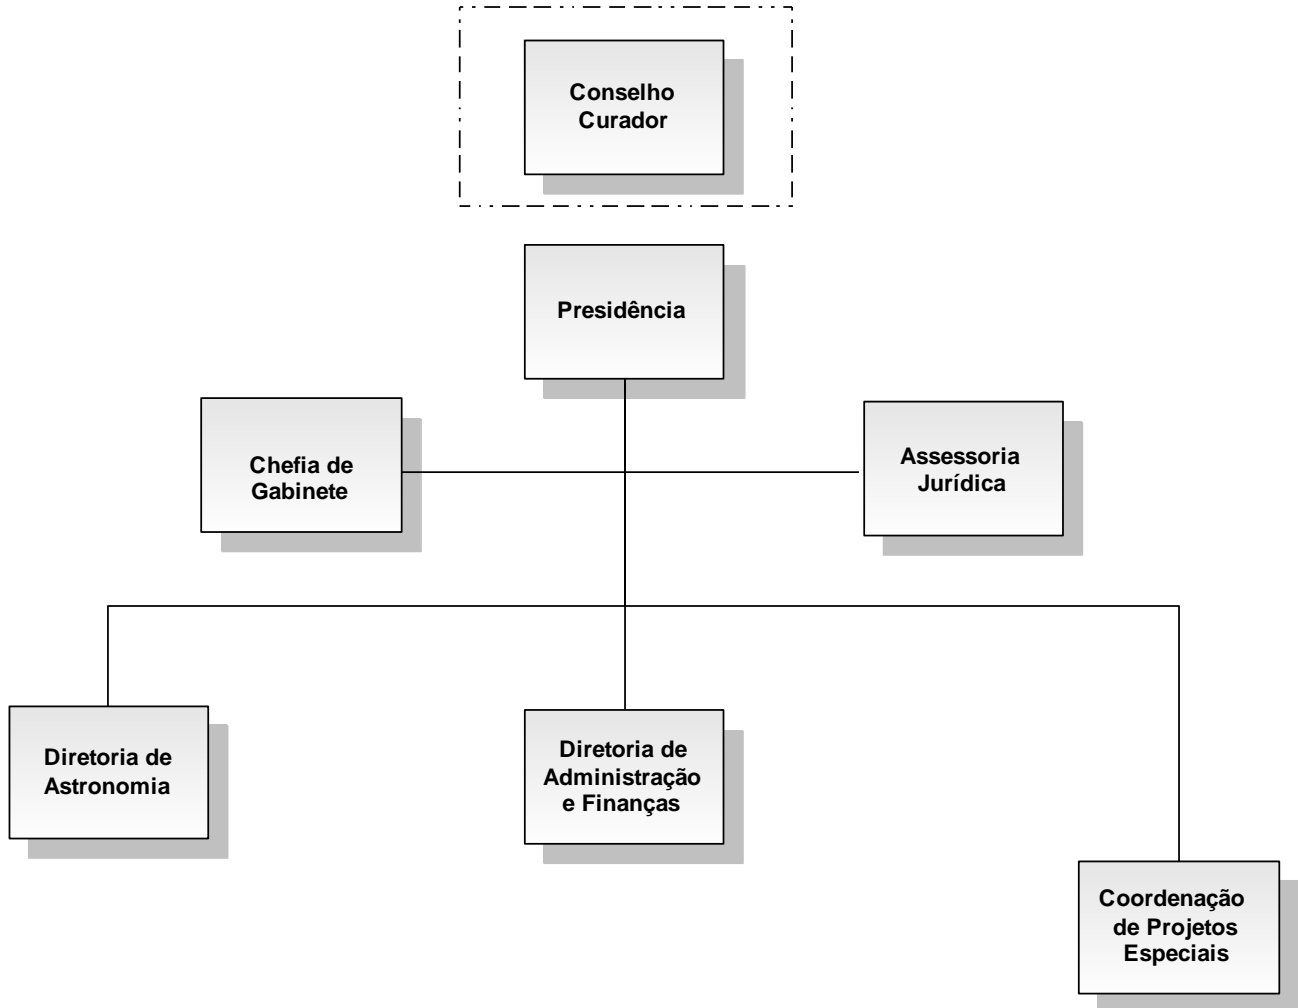 Conselho
Curador
Presidência
Chefia de
Gabinete
Assessoria
Jurídica
Diretoria de
Astronomia
Diretoria de
Administração
e Finanças
Coordenação
de Projetos
Especiais